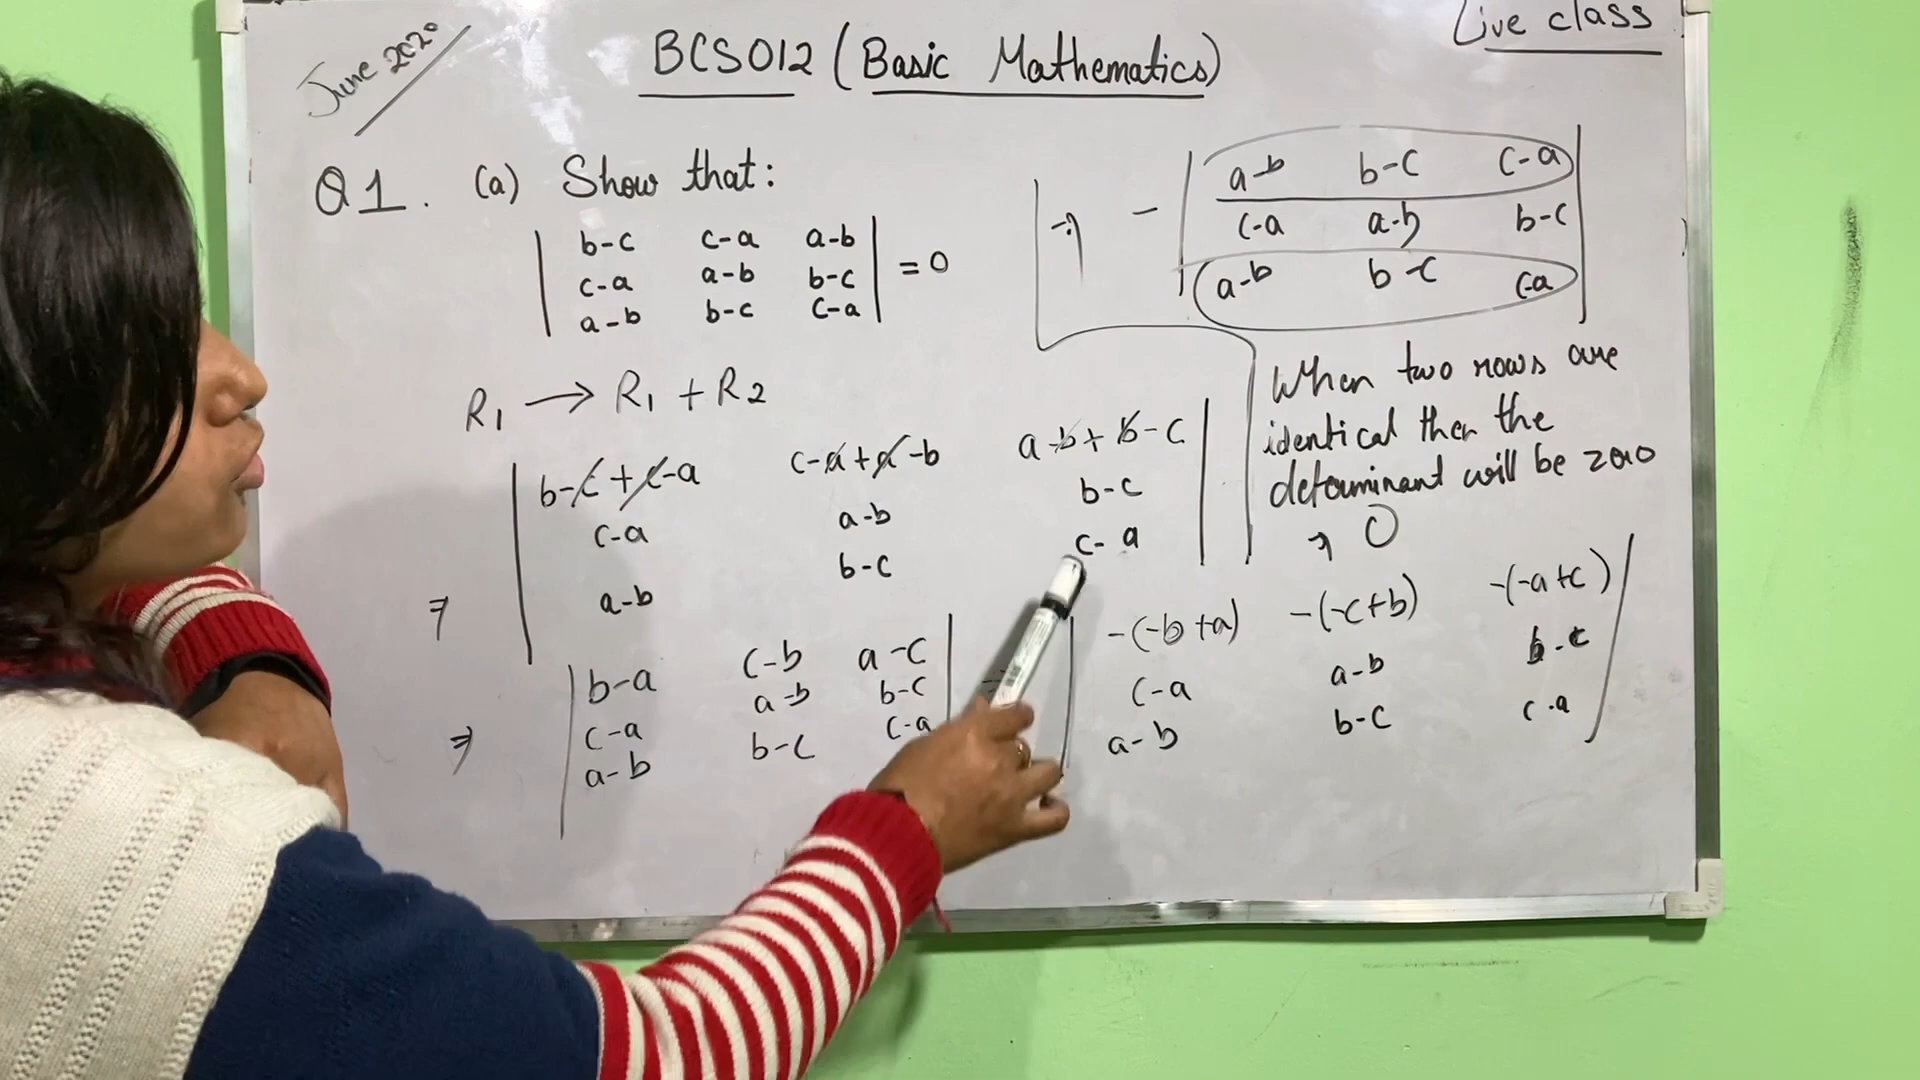 June 2020
BCS012 (Basic Mathematics)
Live class
Q1. (a) Show that:
b-c c-a a-b
c-a a-b b-c = 0
a-b b-c c-a
R1 → R1 + R2
b-c+c-a c-a+a-b a-b+b-c
c-a a-b b-c
a-b b-c c-a
⇒
b-a c-b a-c
c-a a-b b-c
⇒ a-b b-c c-a
-(-b+a) -(-c+b) -(-a+c)
c-a a-b b-c
a-b b-c c-a
a-b b-c c-a
- c-a a-b b-c
a-b b-c c-a
When two rows are
identical then the
determinant will be zero
⇒ 0